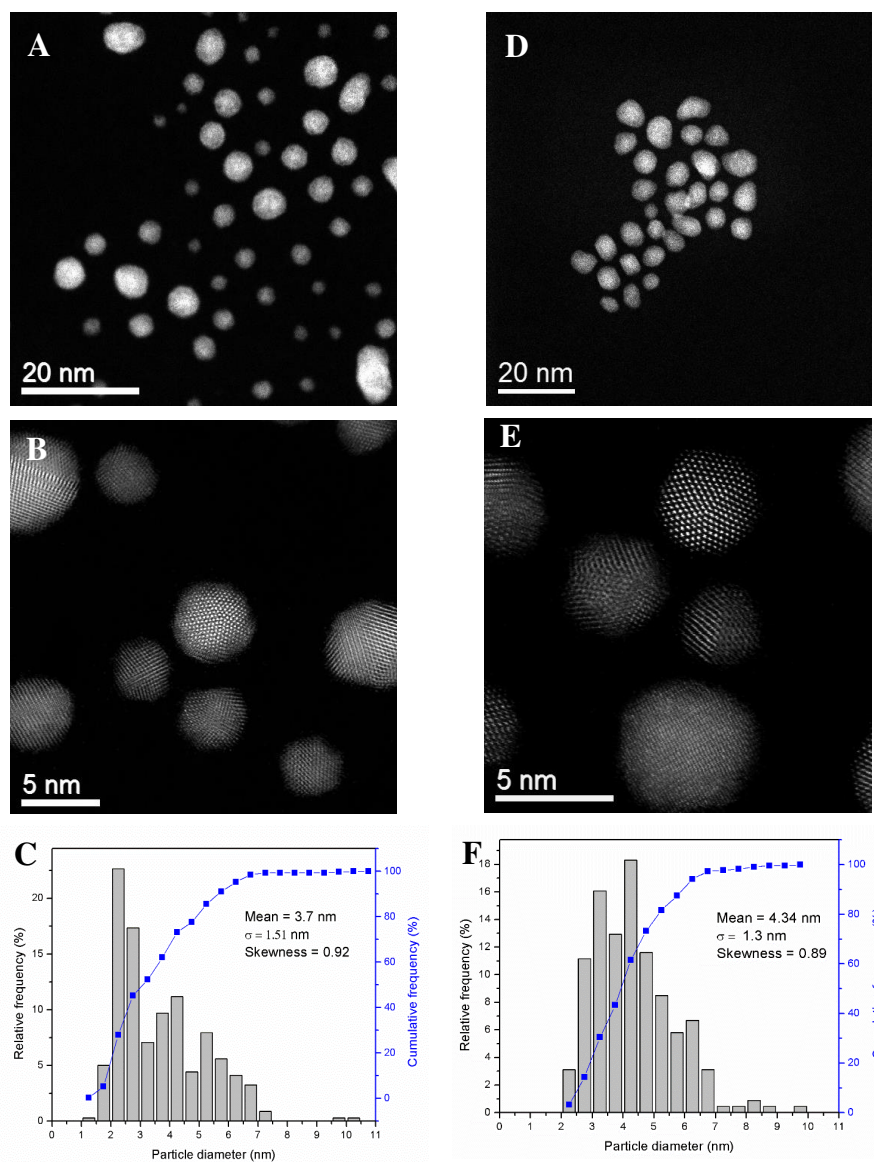 A
20 nm
D
20 nm
B
5 nm
E
5 nm
C
Relative frequency (%)
20
15
10
5
0
Mean = 3.7 nm
σ = 1.51 nm
Skewness = 0.92
100
80
60
40
20
0
Cumulative frequency (%)
0 1 2 3 4 5 6 7 8 9 10 11
Particle diameter (nm)
F
Relative frequency (%)
18
16
14
12
10
8
6
4
2
0
Mean = 4.34 nm
σ = 1.3 nm
Skewness = 0.89
100
80
60
40
20
0
0 1 2 3 4 5 6 7 8 9 10 11
Particle diameter (nm)